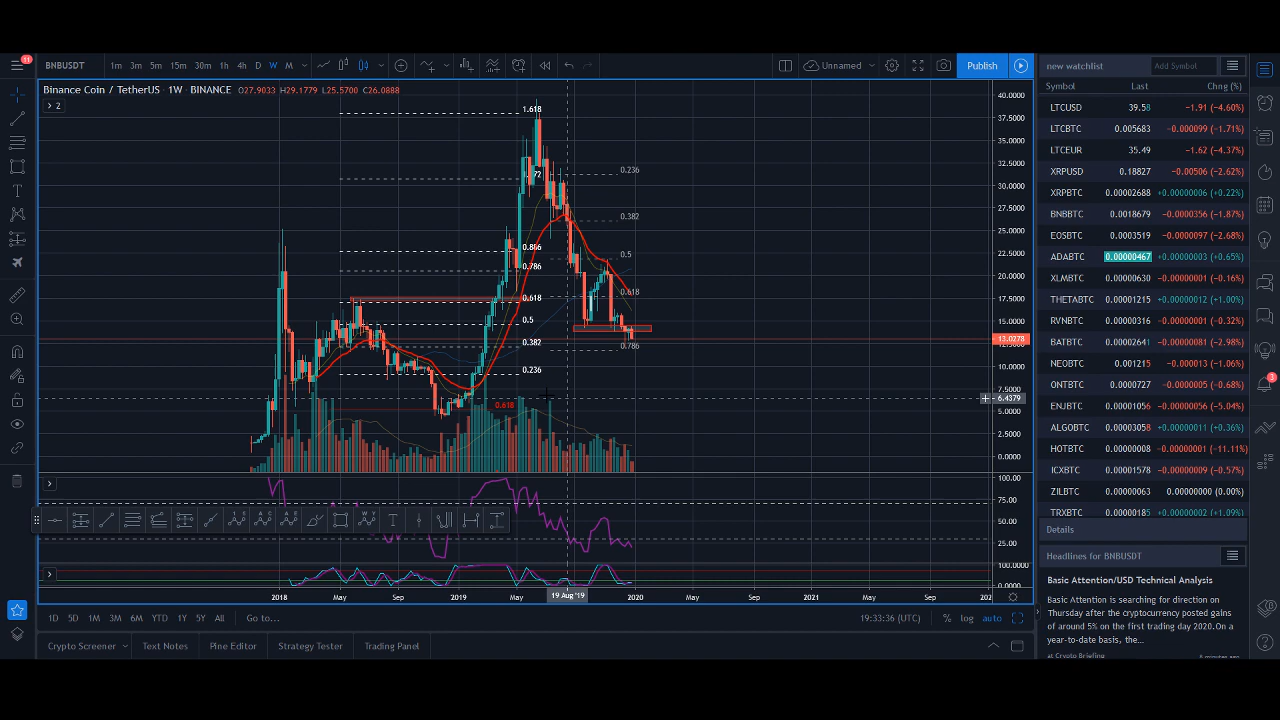 11 BNBUSDT 1m 3m 5m 15m 30m 1h 4h D W M Unnamed Publish new watchlist Add Symbol
Binance Coin / TetherUS · 1W · BINANCE O27.9033 H29.1779 L25.5700 C26.0888
2
Symbol Last Chng (%)
LTCUSD 39.58 −1.91 (−4.60%)
LTCBTC 0.005683 −0.000099 (−1.71%)
LTCEUR 35.49 −1.62 (−4.37%)
XRPUSD 0.18827 −0.00506 (−2.62%)
XRPBTC 0.00002688 +0.00000006 (+0.22%)
BNBBTC 0.0018679 −0.0000356 (−1.87%)
EOSBTC 0.0003519 −0.0000097 (−2.68%)
ADABTC 0.00000467 +0.00000003 (+0.65%)
XLMBTC 0.00000630 −0.00000001 (−0.16%)
THETABTC 0.00001215 +0.00000012 (+1.00%)
RVNBTC 0.00000309 −0.00000001 (−0.32%)
BATBTC 0.00002641 −0.00000081 (−2.98%)
NEOBTC 0.001215 −0.000005 (−0.41%)
ONTBTC 0.0000727 −0.0000005 (−0.68%)
ENJBTC 0.00001056 −0.00000056 (−5.04%)
ALGOBTC 0.00003058 +0.00000011 (+0.36%)
HOTBTC 0.00000008 −0.00000001 (−11.11%)
ICXBTC 0.00001578 −0.00000009 (−0.57%)
ZILBTC 0.00000063 0.00000000 (0.00%)
TRXBTC 0.00000185 +0.00000002 (+1.09%)
40.0000
37.5000
35.0000
32.5000
30.0000
27.5000
25.0000
22.5000
20.0000
17.5000
15.0000
13.0278
10.0000
7.5000
6.4379
5.0000
2.5000
0.0000
100.00
75.00
50.00
25.00
100.0000
0.0000
1.618
0.886
0.786
0.618
0.5
0.382
0.236
0.618
0.236
0.382
0.5
0.618
0.786
1 S A C A E W Y
2018 May Sep 2019 May 19 Aug '19 2020 May Sep 2021 May Sep
1D 5D 1M 3M 6M YTD 1Y 5Y All Go to... 19:33:36 (UTC) % log auto
Crypto Screener Text Notes Pine Editor Strategy Tester Trading Panel
3
Details
Headlines for BNBUSDT
Basic Attention/USD Technical Analysis
Basic Attention is searching for direction on
Thursday after the cryptocurrency posted gains
of around 5% on the first trading day 2020.On a
year-to-date basis, the...
at Crypto Briefing